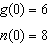 g(0) = 6
n(0) = 8